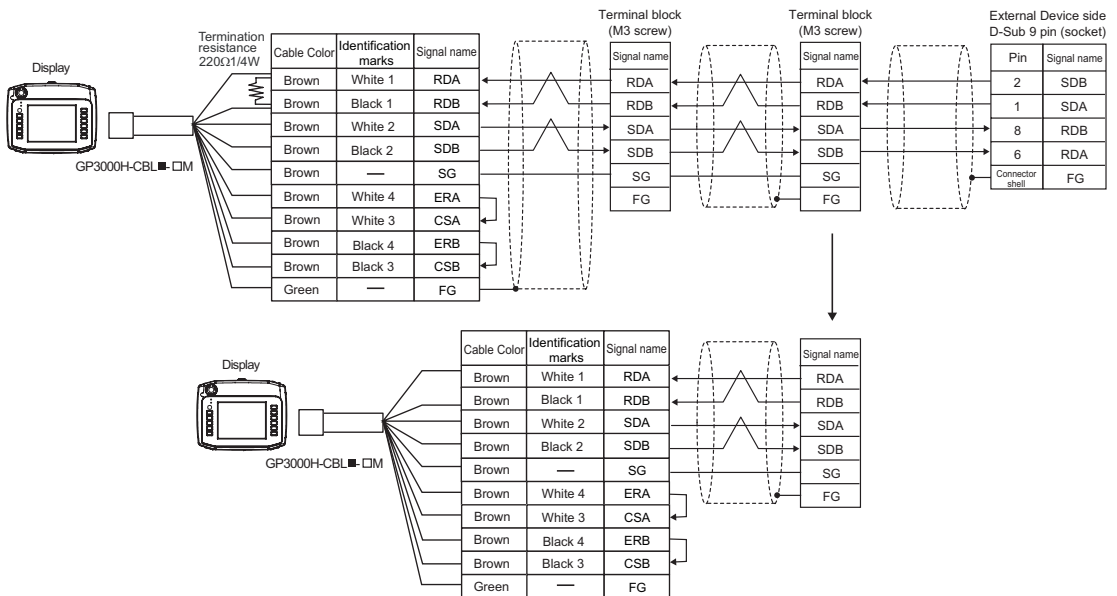 Terminal block
(M3 screw)
Terminal block
(M3 screw)
External Device side
D-Sub 9 pin (socket)
Display
GP3000H-CBL■-□M
Termination
resistance
220Ω1/4W
Cable Color Identification marks Signal name
Brown White 1 RDA
Brown Black 1 RDB
Brown White 2 SDA
Brown Black 2 SDB
Brown — SG
Brown White 4 ERA
Brown White 3 CSA
Brown Black 4 ERB
Brown Black 3 CSB
Green — FG
Signal name
RDA
RDB
SDA
SDB
SG
FG
Signal name
RDA
RDB
SDA
SDB
SG
FG
Pin Signal name
2 SDB
1 SDA
8 RDB
6 RDA
Connector shell FG
Display
GP3000H-CBL■-□M
Cable Color Identification marks Signal name
Brown White 1 RDA
Brown Black 1 RDB
Brown White 2 SDA
Brown Black 2 SDB
Brown — SG
Brown White 4 ERA
Brown White 3 CSA
Brown Black 4 ERB
Brown Black 3 CSB
Green — FG
Signal name
RDA
RDB
SDA
SDB
SG
FG